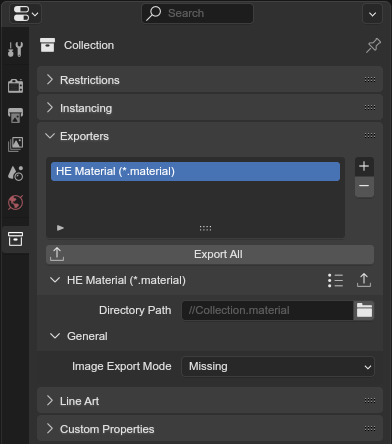 Search
Collection
Restrictions
Instancing
Exporters
HE Material (*.material)
Export All
HE Material (*.material)
Directory Path //Collection.material
General
Image Export Mode Missing
Line Art
Custom Properties